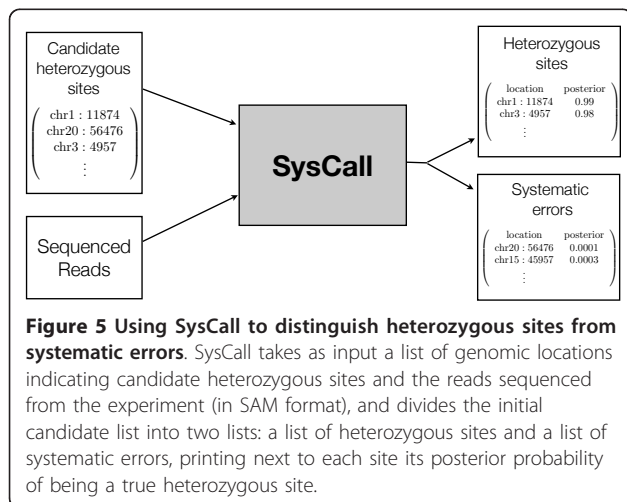 Candidate
heterozygous
sites
chr1 : 11874
chr20 : 56476
chr3 : 4957
⋮
Sequenced
Reads
SysCall
Heterozygous
sites
location posterior
chr1 : 11874 0.99
chr3 : 4957 0.98
⋮
Systematic
errors
location posterior
chr20 : 56476 0.0001
chr15 : 45957 0.0003
⋮
Figure 5 Using SysCall to distinguish heterozygous sites from
systematic errors. SysCall takes as input a list of genomic locations
indicating candidate heterozygous sites and the reads sequenced
from the experiment (in SAM format), and divides the initial
candidate list into two lists: a list of heterozygous sites and a list of
systematic errors, printing next to each site its posterior probability
of being a true heterozygous site.